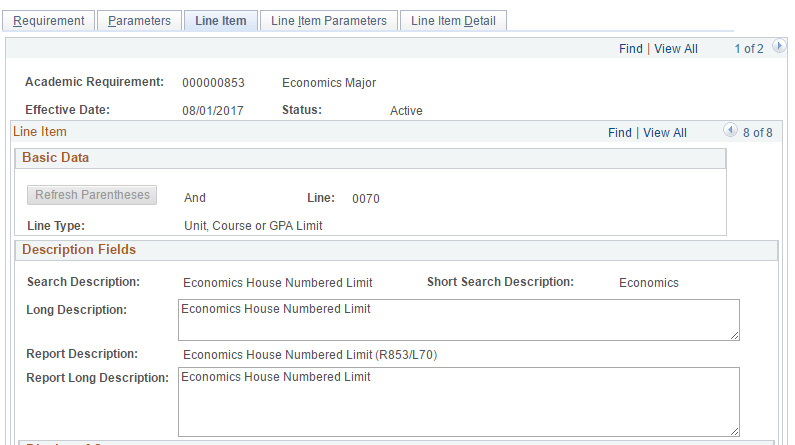 Requirement Parameters Line Item Line Item Parameters Line Item Detail
Find | View All 1 of 2
Academic Requirement: 000000853 Economics Major
Effective Date: 08/01/2017 Status: Active
Line Item Find | View All 8 of 8
Basic Data
Refresh Parentheses And Line: 0070
Line Type: Unit, Course or GPA Limit
Description Fields
Search Description: Economics House Numbered Limit Short Search Description: Economics
Long Description: Economics House Numbered Limit
Report Description: Economics House Numbered Limit (R853/L70)
Report Long Description: Economics House Numbered Limit